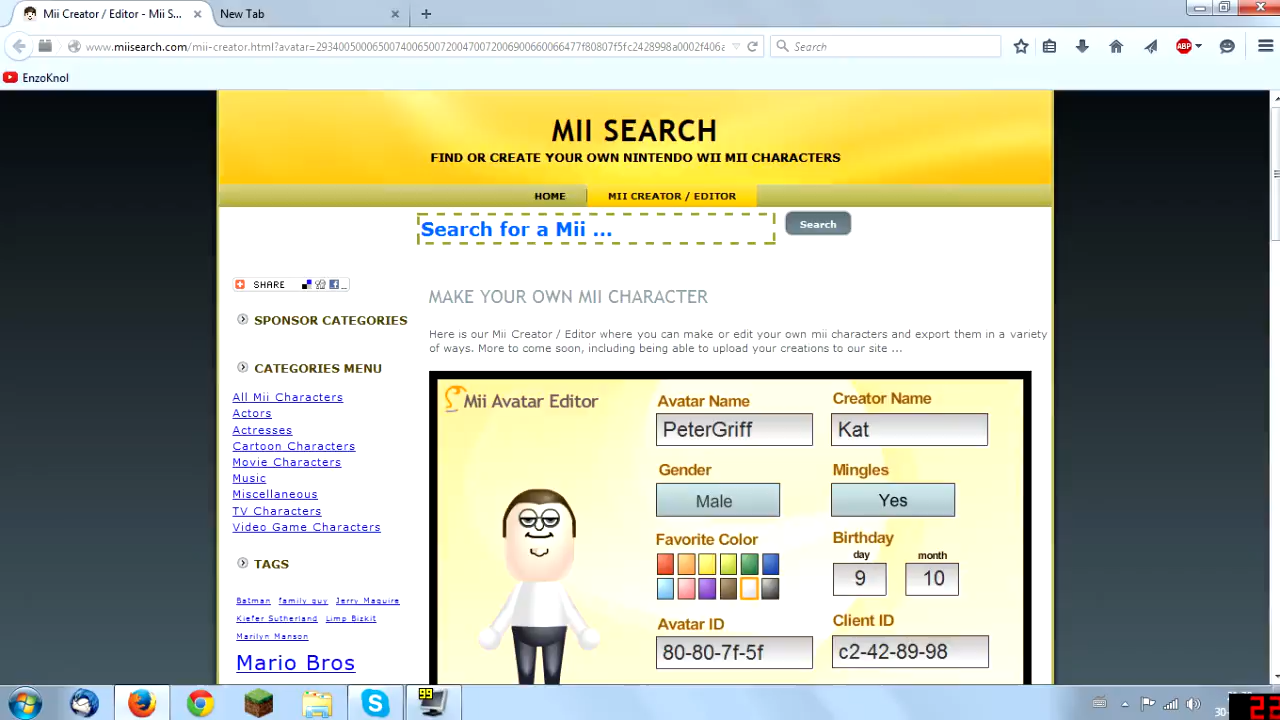 Mii Creator / Editor - Mii S...
New Tab
www.miisearch.com/mii-creator.html?avatar=
Search
ABP
EnzoKnol
MII SEARCH
FIND OR CREATE YOUR OWN NINTENDO WII MII CHARACTERS
HOME
MII CREATOR / EDITOR
Search for a Mii ...
Search
SHARE
SPONSOR CATEGORIES
CATEGORIES MENU
All Mii Characters
Actors
Actresses
Cartoon Characters
Movie Characters
Music
Miscellaneous
TV Characters
Video Game Characters
TAGS
Batman family guy Jerry Maguire
Kiefer Sutherland Limp Bizkit
Marilyn Manson
Mario Bros
MAKE YOUR OWN MII CHARACTER
Here is our Mii Creator / Editor where you can make or edit your own mii characters and export them in a variety
of ways. More to come soon, including being able to upload your creations to our site ...
Mii Avatar Editor
Avatar Name
PeterGriff
Creator Name
Kat
Gender
Male
Mingles
Yes
Favorite Color
Birthday
day
month
9
10
Avatar ID
80-80-7f-5f
Client ID
c2-42-89-98
99
22